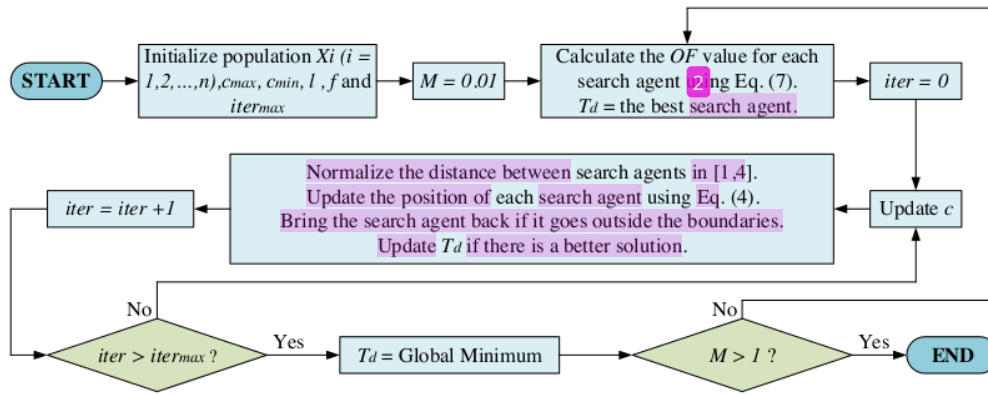 START
Initialize population Xi (i =
1,2,...,n),cmax, cmin, l ,f and
itermax
M = 0.01
Calculate the OF value for each
search agent using Eq. (7).
Td = the best search agent.
2
iter = 0
Update c
Normalize the distance between search agents in [1,4].
Update the position of each search agent using Eq. (4).
Bring the search agent back if it goes outside the boundaries.
Update Td if there is a better solution.
iter = iter +1
No
iter > itermax ?
Yes
Td = Global Minimum
No
M > 1 ?
Yes
END